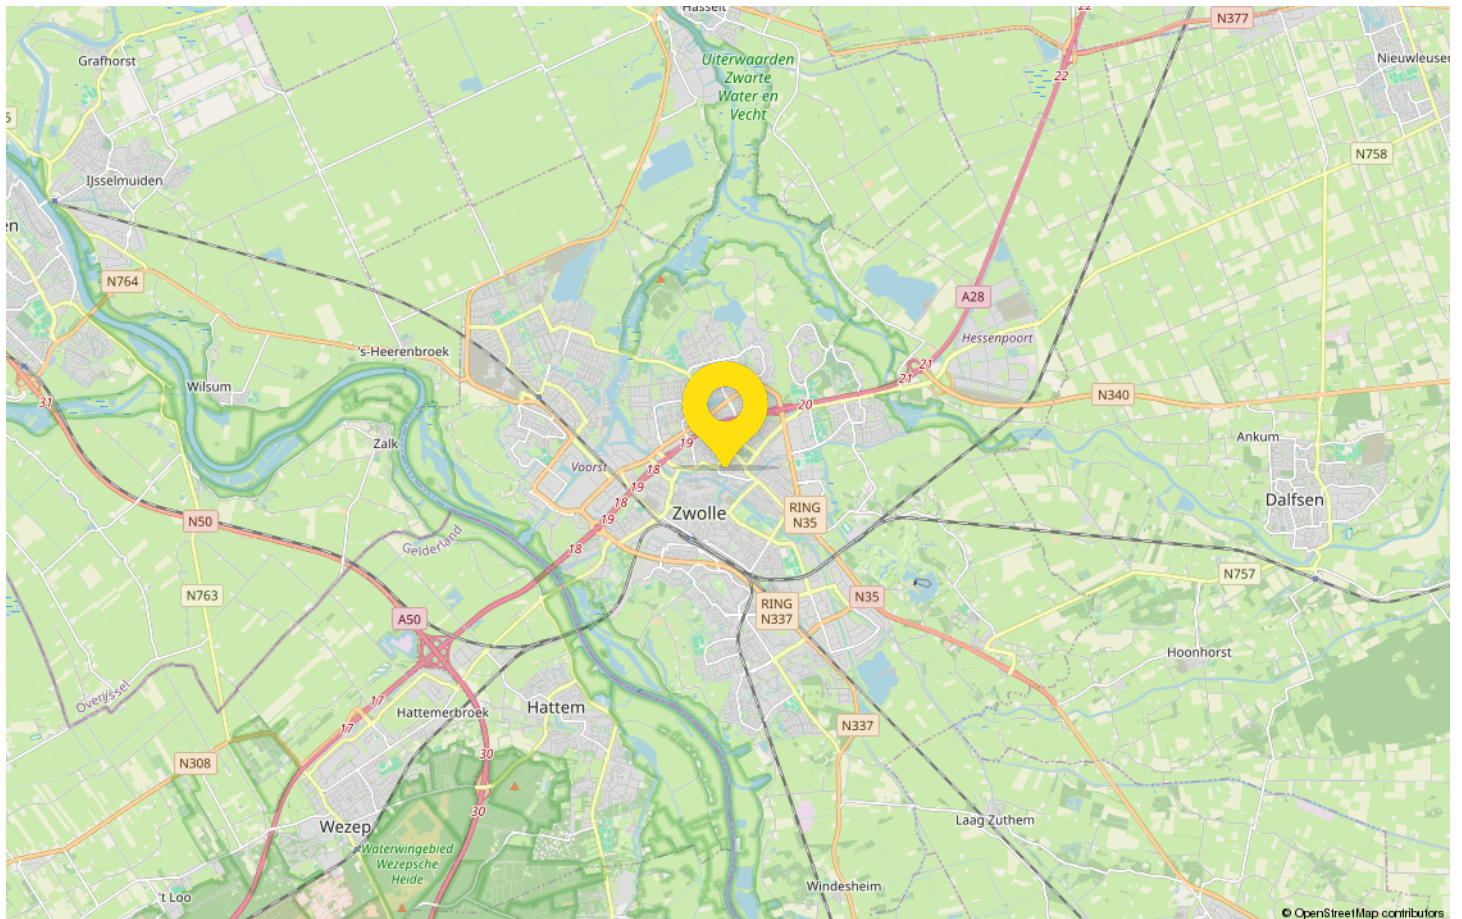 Hasselt
22
N377
Grafhorst
Uiterwaarden
Zwarte
Water en
Vecht
22
Nieuwleusen
5
N758
IJsselmuiden
en
N764
A28
Hessenpoort
's-Heerenbroek
21
21
Wilsum
31
N340
20
Zalk
19
Ankum
Voorst
18
19
Dalfsen
18
Zwolle
RING
N35
N50
19
Gelderland
18
N757
N763
N35
A50
RING
N337
Hoonhorst
Overijssel
17
Hattemerbroek
Hattem
17
N337
30
N308
30
Laag Zuthem
Wezep
Waterwingebied
Wezepsche
Heide
Windesheim
't Loo
© OpenStreetMap contributors